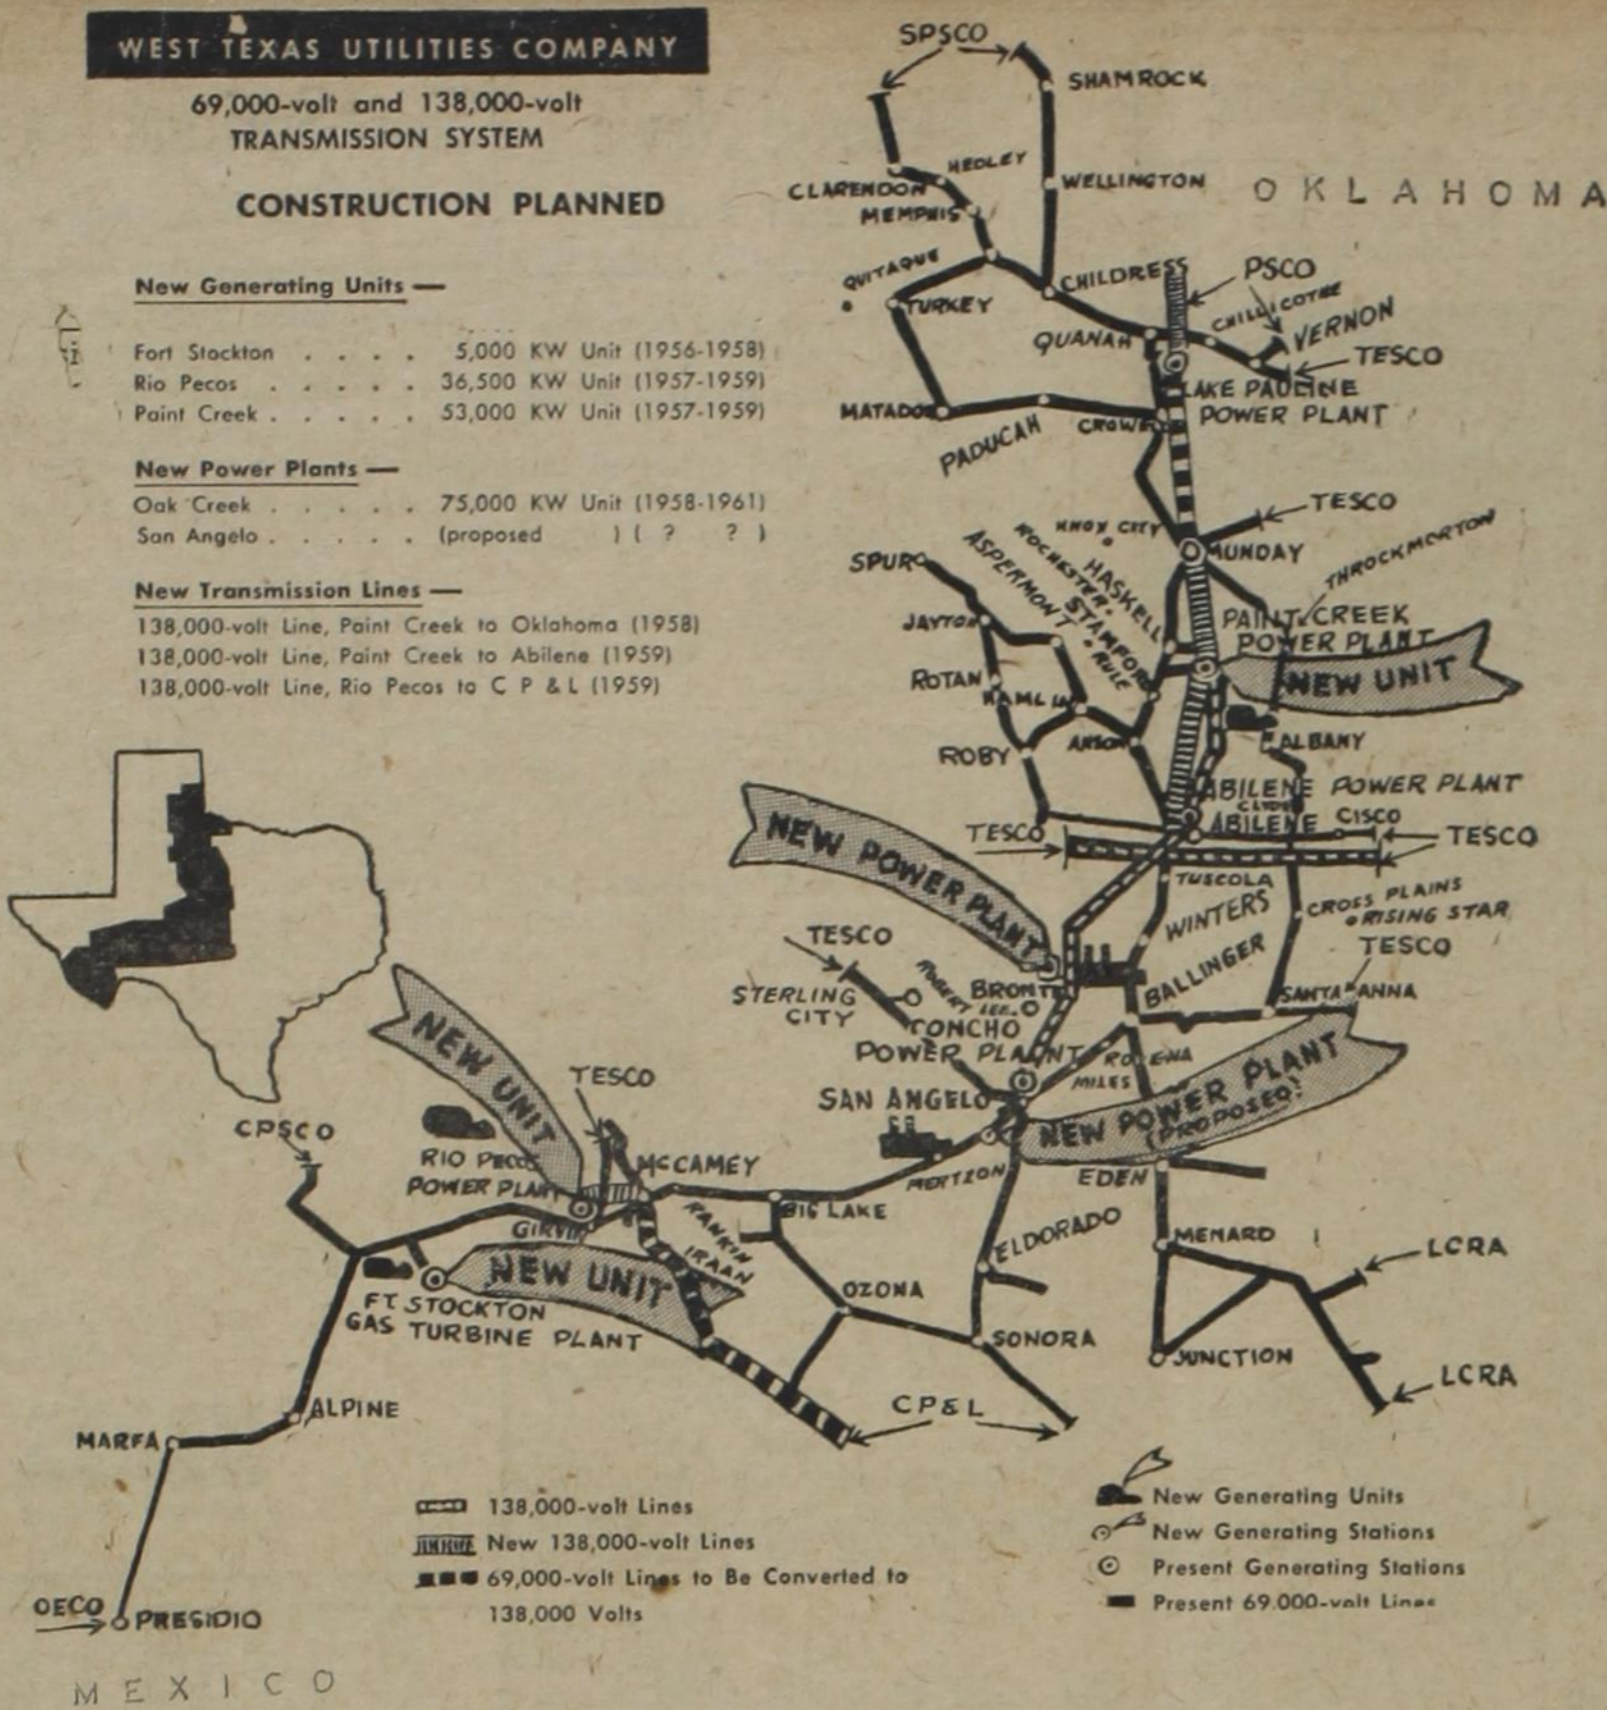 WEST TEXAS UTILITIES COMPANY
69,000-volt and 138,000-volt
TRANSMISSION SYSTEM
CONSTRUCTION PLANNED
New Generating Units —
Fort Stockton . . . . 5,000 KW Unit (1956-1958)
Rio Pecos . . . . . 36,500 KW Unit (1957-1959)
Paint Creek . . . . . 53,000 KW Unit (1957-1959)
New Power Plants —
Oak Creek . . . . . 75,000 KW Unit (1958-1961)
San Angelo . . . . . (proposed ) ( ? ? )
New Transmission Lines —
138,000-volt Line, Paint Creek to Oklahoma (1958)
138,000-volt Line, Paint Creek to Abilene (1959)
138,000-volt Line, Rio Pecos to C P & L (1959)
SPSCO
SHAMROCK
HEDLEY
CLARENDON
WELLINGTON
OKLAHOMA
MEMPHIS
QUITAQUE
CHILDRESS
PSCO
TURKEY
CHILLICOTHE
VERNON
QUANAH
TESCO
LAKE PAULINE
POWER PLANT
MATADOR
PADUCAH
CROWELL
TESCO
KNOX CITY
MUNDAY
THROCKMORTON
SPUR
ASPERMONT
ROCHESTER
HASKELL
STAMFORD
RULE
JAYTON
PAINT CREEK
POWER PLANT
NEW UNIT
ROTAN
HAMLIN
ROBY
ANSON
ALBANY
ABILENE POWER PLANT
CLYDE
ABILENE
CISCO
TESCO
TESCO
NEW POWER PLANT
TUSCOLA
WINTERS
CROSS PLAINS
RISING STAR
TESCO
TESCO
BALLINGER
ROBERT LEE
BRONTE
STERLING
CITY
SANTA ANNA
CONCHO
POWER PLANT
ROWENA
MILES
SAN ANGELO
NEW POWER PLANT
(PROPOSED)
NEW UNIT
TESCO
CPSCO
RIO PECOS
POWER PLANT
McCAMEY
MERTZON
EDEN
GIRVIN
RANKIN
IRAAN
BIG LAKE
ELDORADO
MENARD
LCRA
NEW UNIT
FT. STOCKTON
GAS TURBINE PLANT
OZONA
SONORA
JUNCTION
LCRA
CP&L
ALPINE
MARFA
OECO
PRESIDIO
MEXICO
138,000-volt Lines
New 138,000-volt Lines
69,000-volt Lines to Be Converted to
138,000 Volts
New Generating Units
New Generating Stations
Present Generating Stations
Present 69,000-volt Lines